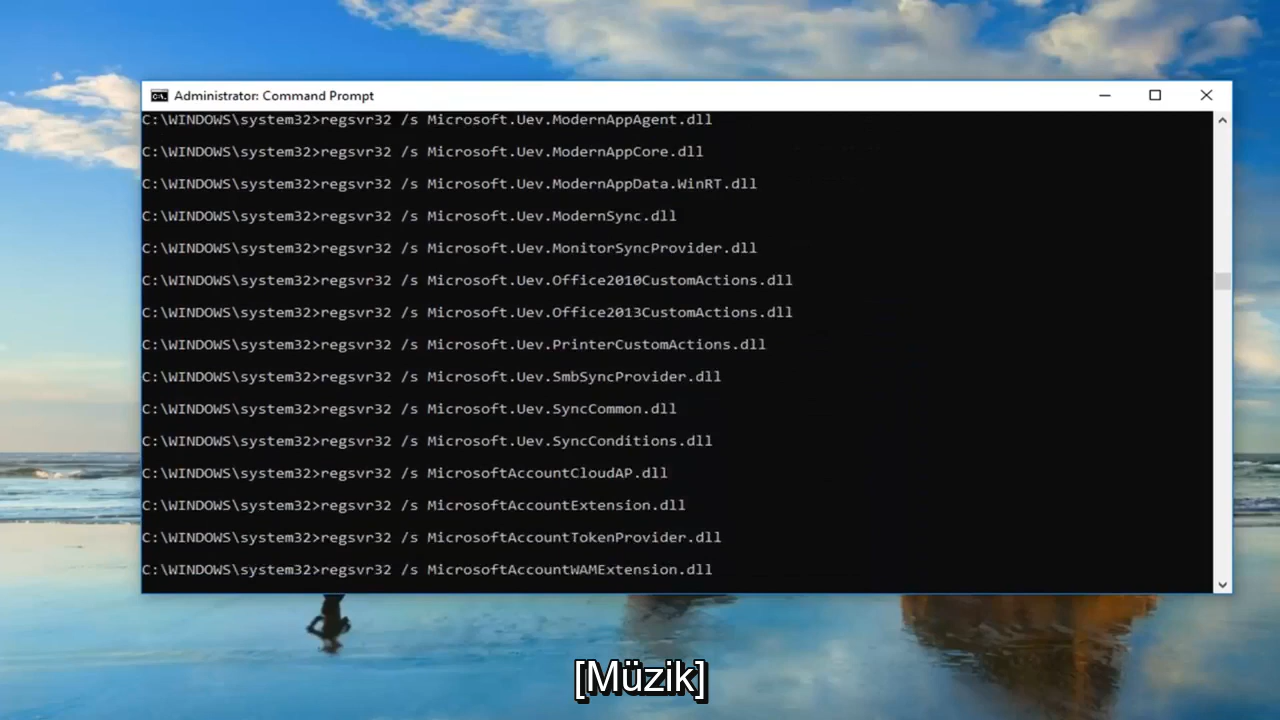 Administrator: Command Prompt
C:\WINDOWS\system32>regsvr32 /s Microsoft.Uev.ModernAppAgent.dll
C:\WINDOWS\system32>regsvr32 /s Microsoft.Uev.ModernAppCore.dll
C:\WINDOWS\system32>regsvr32 /s Microsoft.Uev.ModernAppData.WinRT.dll
C:\WINDOWS\system32>regsvr32 /s Microsoft.Uev.ModernSync.dll
C:\WINDOWS\system32>regsvr32 /s Microsoft.Uev.MonitorSyncProvider.dll
C:\WINDOWS\system32>regsvr32 /s Microsoft.Uev.Office2010CustomActions.dll
C:\WINDOWS\system32>regsvr32 /s Microsoft.Uev.Office2013CustomActions.dll
C:\WINDOWS\system32>regsvr32 /s Microsoft.Uev.PrinterCustomActions.dll
C:\WINDOWS\system32>regsvr32 /s Microsoft.Uev.SmbSyncProvider.dll
C:\WINDOWS\system32>regsvr32 /s Microsoft.Uev.SyncCommon.dll
C:\WINDOWS\system32>regsvr32 /s Microsoft.Uev.SyncConditions.dll
C:\WINDOWS\system32>regsvr32 /s MicrosoftAccountCloudAP.dll
C:\WINDOWS\system32>regsvr32 /s MicrosoftAccountExtension.dll
C:\WINDOWS\system32>regsvr32 /s MicrosoftAccountTokenProvider.dll
C:\WINDOWS\system32>regsvr32 /s MicrosoftAccountWAMExtension.dll
[Müzik]